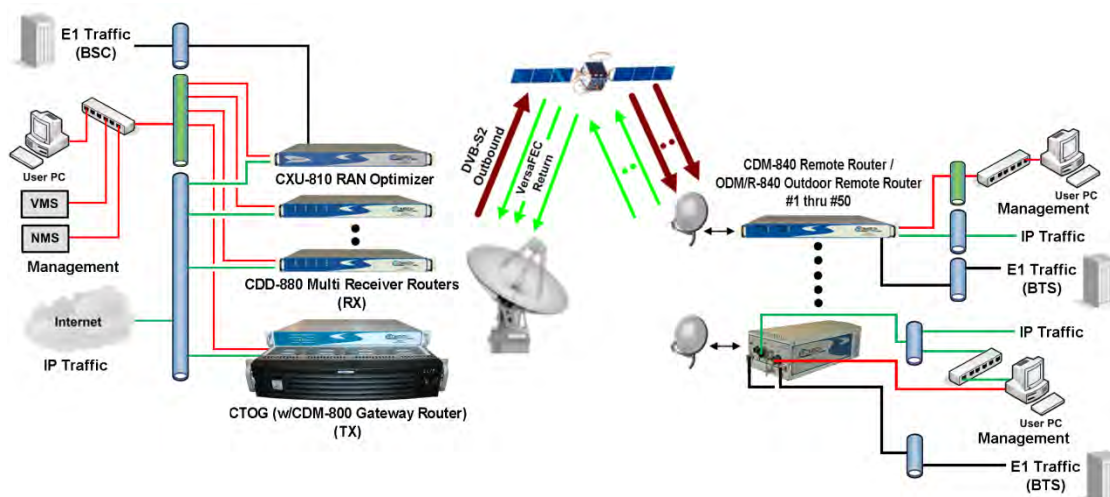 E1 Traffic
(BSC)
User PC
VMS
NMS
Management
Internet
IP Traffic
CXU-810 RAN Optimizer
CDD-880 Multi Receiver Routers
(RX)
CTOG (w/CDM-800 Gateway Router)
(TX)
DVB-S2
Outbound
VersaFEC
Return
CDM-840 Remote Router /
ODM/R-840 Outdoor Remote Router
#1 thru #50
User PC
Management
IP Traffic
E1 Traffic
(BTS)
IP Traffic
User PC
Management
E1 Traffic
(BTS)